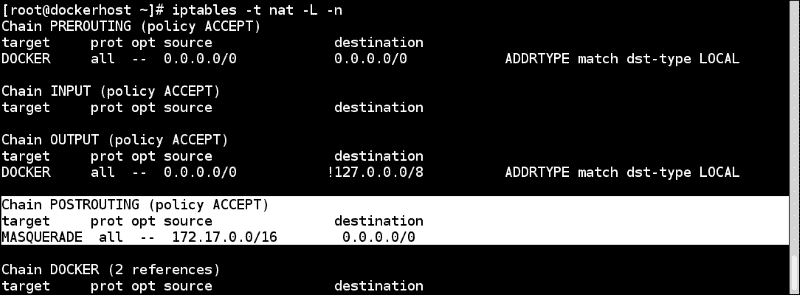 [root@dockerhost ~]# iptables -t nat -L -n
Chain PREROUTING (policy ACCEPT)
target     prot opt source               destination
DOCKER     all  --  0.0.0.0/0            0.0.0.0/0            ADDRTYPE match dst-type LOCAL

Chain INPUT (policy ACCEPT)
target     prot opt source               destination

Chain OUTPUT (policy ACCEPT)
target     prot opt source               destination
DOCKER     all  --  0.0.0.0/0           !127.0.0.0/8          ADDRTYPE match dst-type LOCAL

Chain POSTROUTING (policy ACCEPT)
target     prot opt source               destination
MASQUERADE  all  --  172.17.0.0/16        0.0.0.0/0

Chain DOCKER (2 references)
target     prot opt source               destination